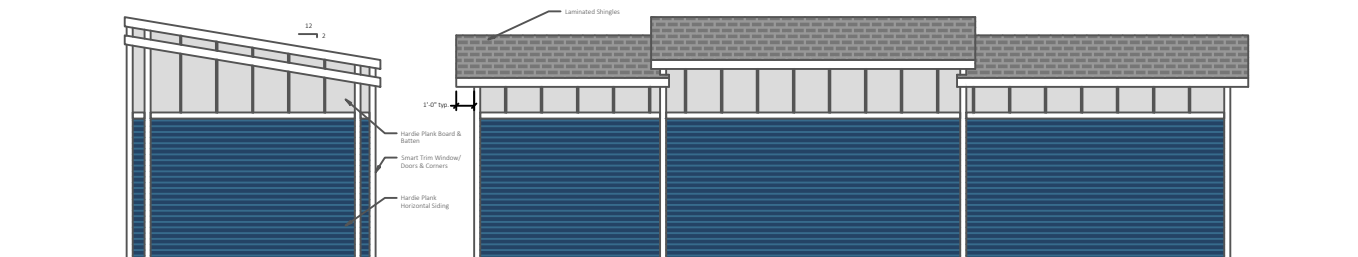 Laminated Shingles
12
2
1'-0" typ.
Hardie Plank Board &
Batten
Smart Trim Window/
Doors & Corners
Hardie Plank
Horizontal Siding